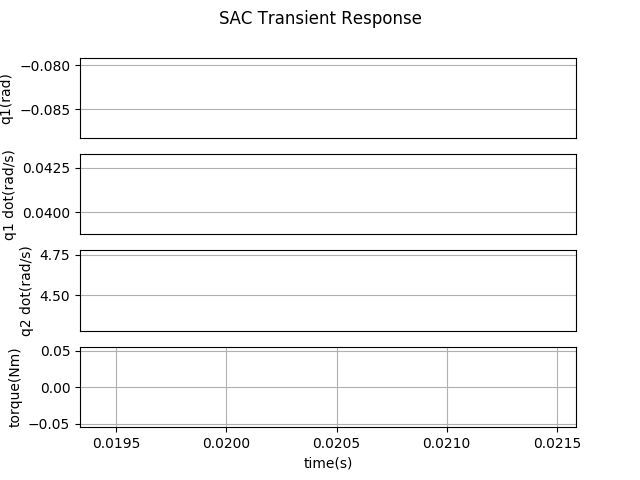 SAC Transient Response
−0.080
−0.085
q1(rad)
0.0425
0.0400
q1 dot(rad/s)
4.75
4.50
q2 dot(rad/s)
0.05
0.00
−0.05
torque(Nm)
0.0195 0.0200 0.0205 0.0210 0.0215
time(s)